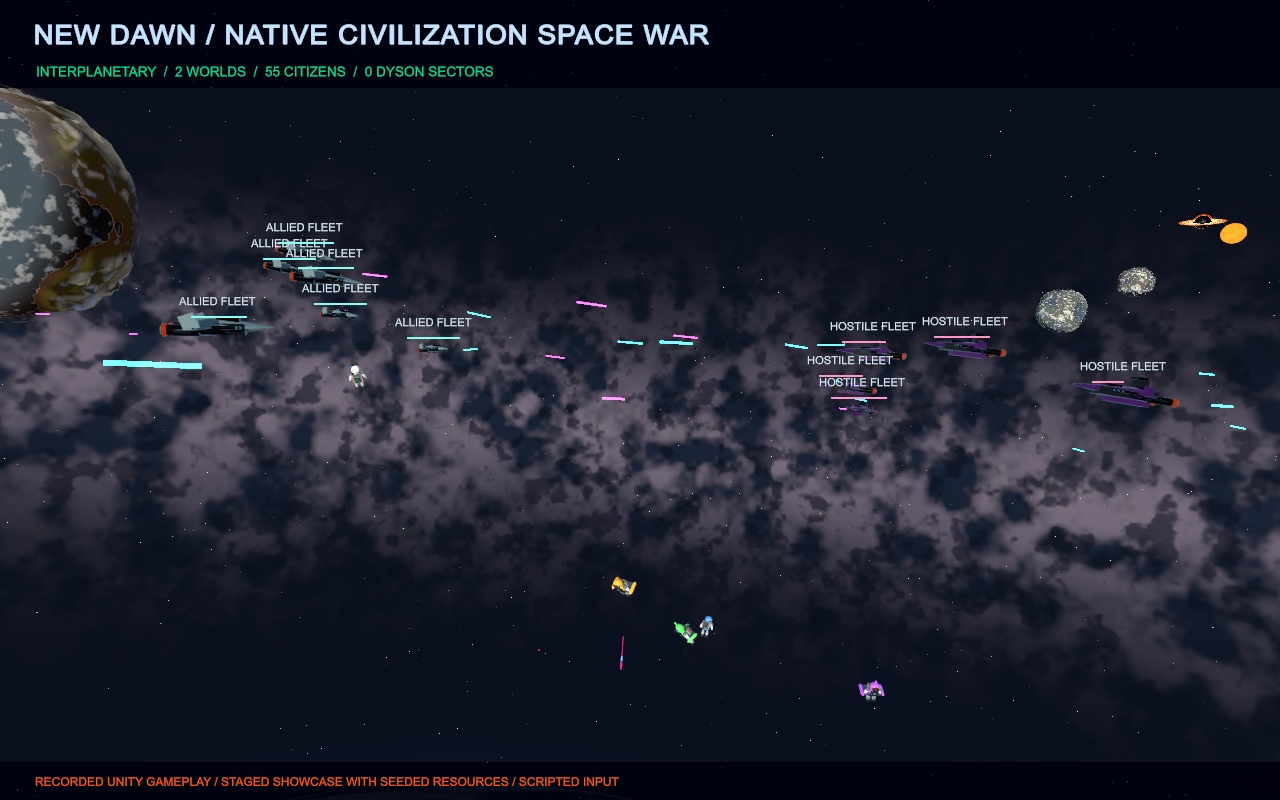 NEW DAWN / NATIVE CIVILIZATION SPACE WAR
INTERPLANETARY / 2 WORLDS / 55 CITIZENS / 0 DYSON SECTORS
ALLIED FLEET
ALLIED FLEET
ALLIED FLEET
ALLIED FLEET
ALLIED FLEET
ALLIED FLEET
HOSTILE FLEET
HOSTILE FLEET
HOSTILE FLEET
HOSTILE FLEET
HOSTILE FLEET
RECORDED UNITY GAMEPLAY / STAGED SHOWCASE WITH SEEDED RESOURCES / SCRIPTED INPUT